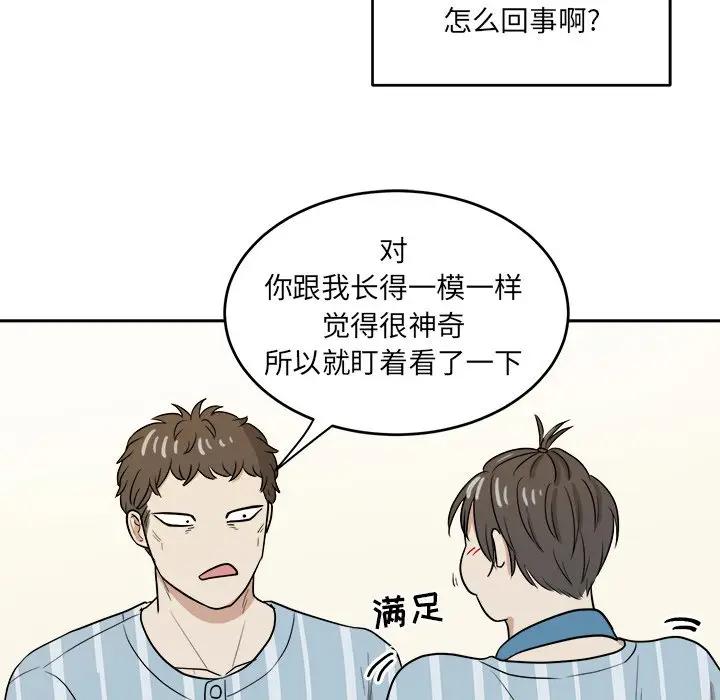 怎么回事啊?
对
你跟我长得一模一样
觉得很神奇
所以就盯着看了一下
满足